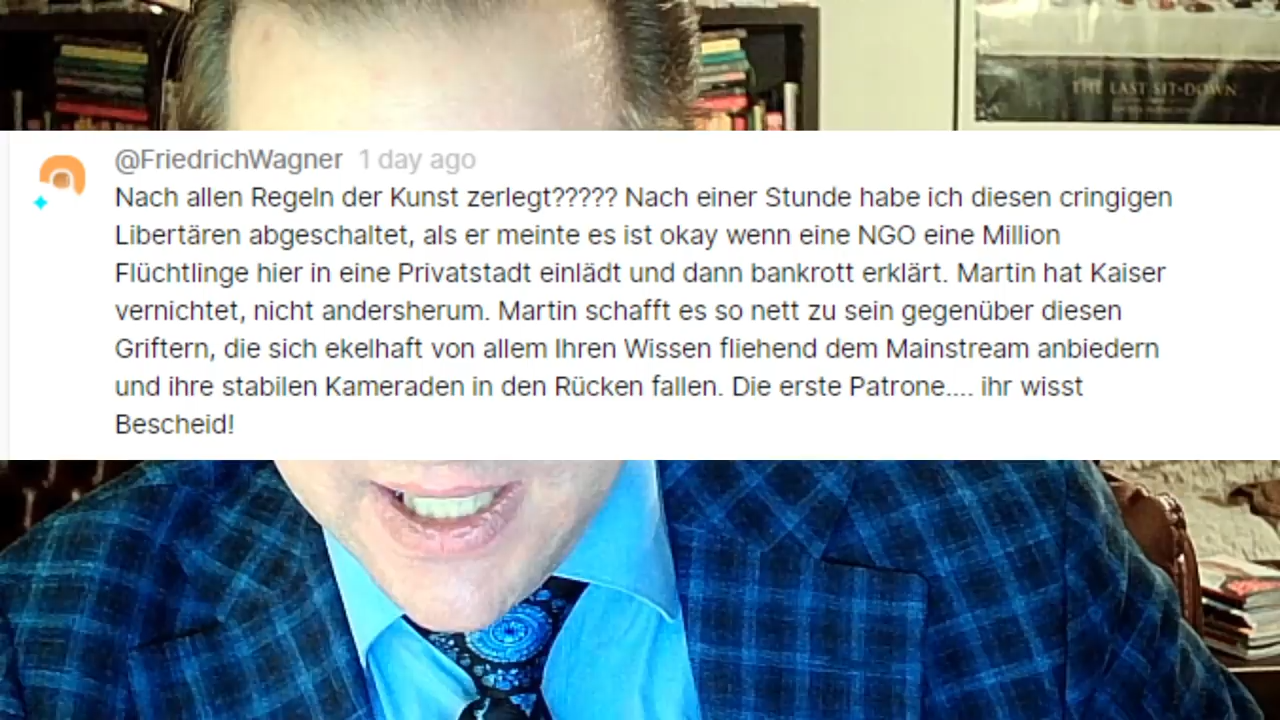 THE LAST SIT-DOWN
@FriedrichWagner 1 day ago
Nach allen Regeln der Kunst zerlegt????? Nach einer Stunde habe ich diesen cringigen
Libertären abgeschaltet, als er meinte es ist okay wenn eine NGO eine Million
Flüchtlinge hier in eine Privatstadt einlädt und dann bankrott erklärt. Martin hat Kaiser
vernichtet, nicht andersherum. Martin schafft es so nett zu sein gegenüber diesen
Griftern, die sich ekelhaft von allem Ihren Wissen fliehend dem Mainstream anbiedern
und ihre stabilen Kameraden in den Rücken fallen. Die erste Patrone.... ihr wisst
Bescheid!